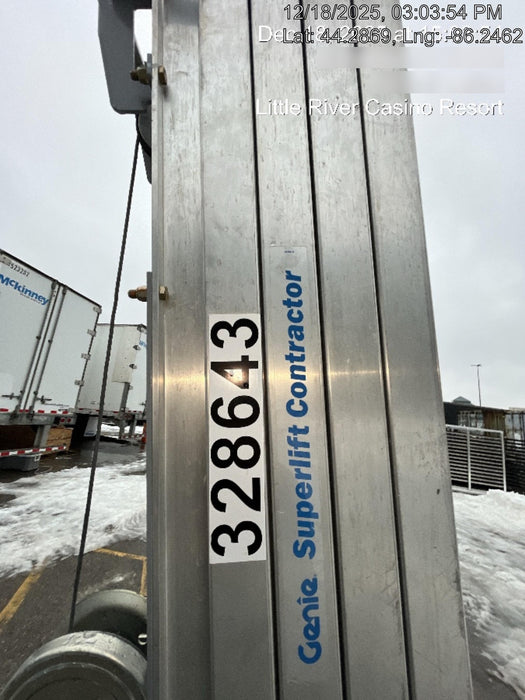 12/18/2025, 03:03:54 PM
Lat: 44.2869, Lng: -86.2462
Little River Casino Resort
Mckinney
328643
Genie Superlift Contractor